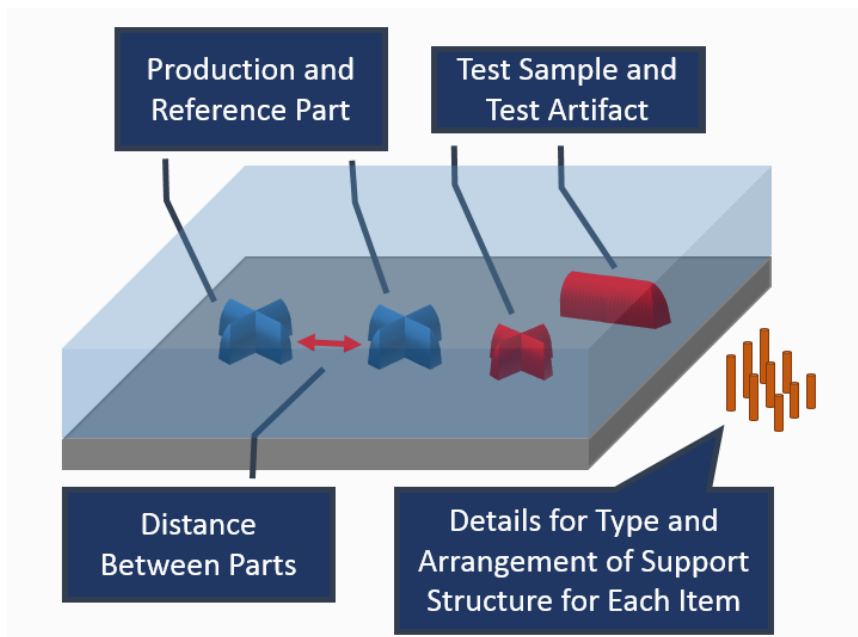 Production and
Reference Part
Test Sample and
Test Artifact
Distance
Between Parts
Details for Type and
Arrangement of Support
Structure for Each Item